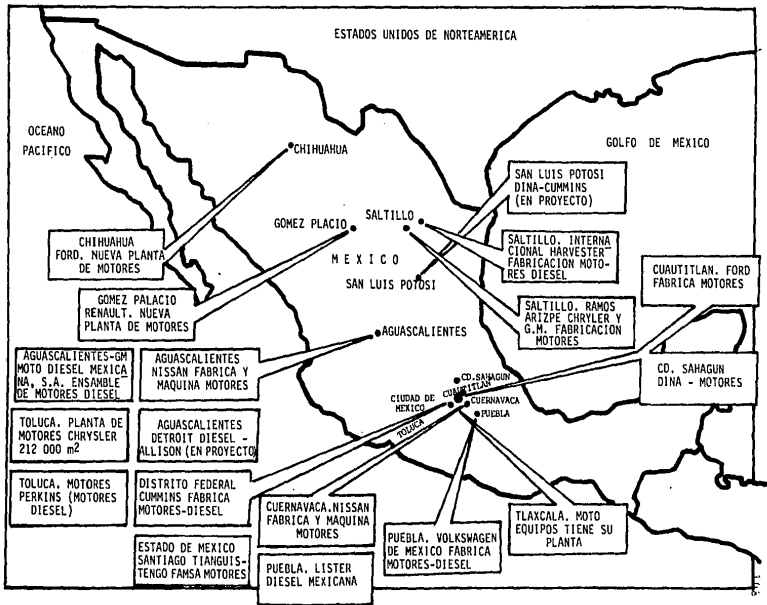 ESTADOS UNIDOS DE NORTEAMERICA
OCEANO
PACIFICO
GOLFO DE MEXICO
CHIHUAHUA
SAN LUIS POTOSI
DINA-CUMMINS
(EN PROYECTO)
GOMEZ PLACIO
SALTILLO
CHIHUAHUA
FORD. NUEVA PLANTA
DE MOTORES
M E X I C O
SALTILLO. INTERNA
CIONAL HARVESTER
FABRICACION MOTO-
RES DIESEL
CUAUTITLAN. FORD
FABRICA MOTORES
SAN LUIS POTOSI
GOMEZ PALACIO
RENAULT. NUEVA
PLANTA DE MOTORES
SALTILLO. RAMOS
ARIZPE CHRYLER Y
G.M. FABRICACION
MOTORES
AGUASCALIENTES
AGUASCALIENTES-GM
MOTO DIESEL MEXICA
NA, S.A. ENSAMBLE
DE MOTORES DIESEL
AGUASCALIENTES
NISSAN FABRICA Y
MAQUINA MOTORES
CD. SAHAGUN
DINA - MOTORES
CD.SAHAGUN
CUAUTITLAN
CIUDAD DE
MEXICO
CUERNAVACA
PUEBLA
TOLUCA
TOLUCA. PLANTA DE
MOTORES CHRYSLER
212 000 m²
AGUASCALIENTES
DETROIT DIESEL -
ALLISON (EN PROYECTO)
TOLUCA. MOTORES
PERKINS (MOTORES
DIESEL)
DISTRITO FEDERAL
CUMMINS FABRICA
MOTORES-DIESEL
CUERNAVACA.NISSAN
FABRICA Y MAQUINA
MOTORES
PUEBLA. VOLKSWAGEN
DE MEXICO FABRICA
MOTORES-DIESEL
TLAXCALA. MOTO
EQUIPOS TIENE SU
PLANTA
ESTADO DE MEXICO
SANTIAGO TIANGUIS-
TENGO FAMSA MOTORES
PUEBLA. LISTER
DIESEL MEXICANA